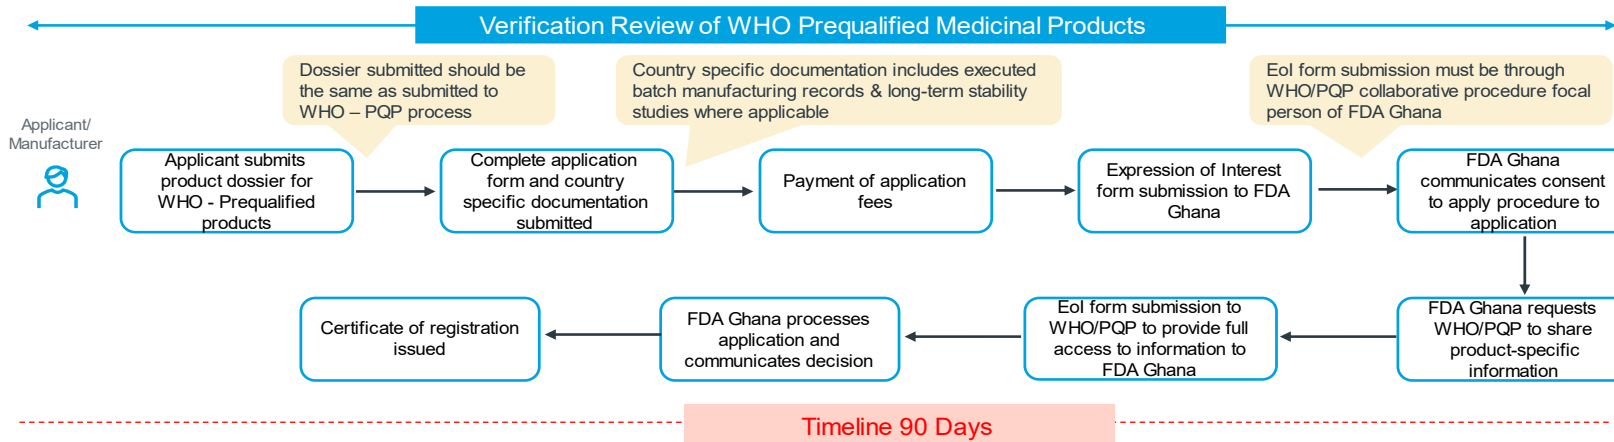 Verification Review of WHO Prequalified Medicinal Products
Dossier submitted should be
the same as submitted to
WHO – PQP process
Country specific documentation includes executed
batch manufacturing records & long-term stability
studies where applicable
EoI form submission must be through
WHO/PQP collaborative procedure focal
person of FDA Ghana
Applicant/
Manufacturer
Applicant submits
product dossier for
WHO - Prequalified
products
Complete application
form and country
specific documentation
submitted
Payment of application
fees
Expression of Interest
form submission to FDA
Ghana
FDA Ghana
communicates consent
to apply procedure to
application
Certificate of registration
issued
FDA Ghana processes
application and
communicates decision
EoI form submission to
WHO/PQP to provide full
access to information to
FDA Ghana
FDA Ghana requests
WHO/PQP to share
product-specific
information
Timeline 90 Days